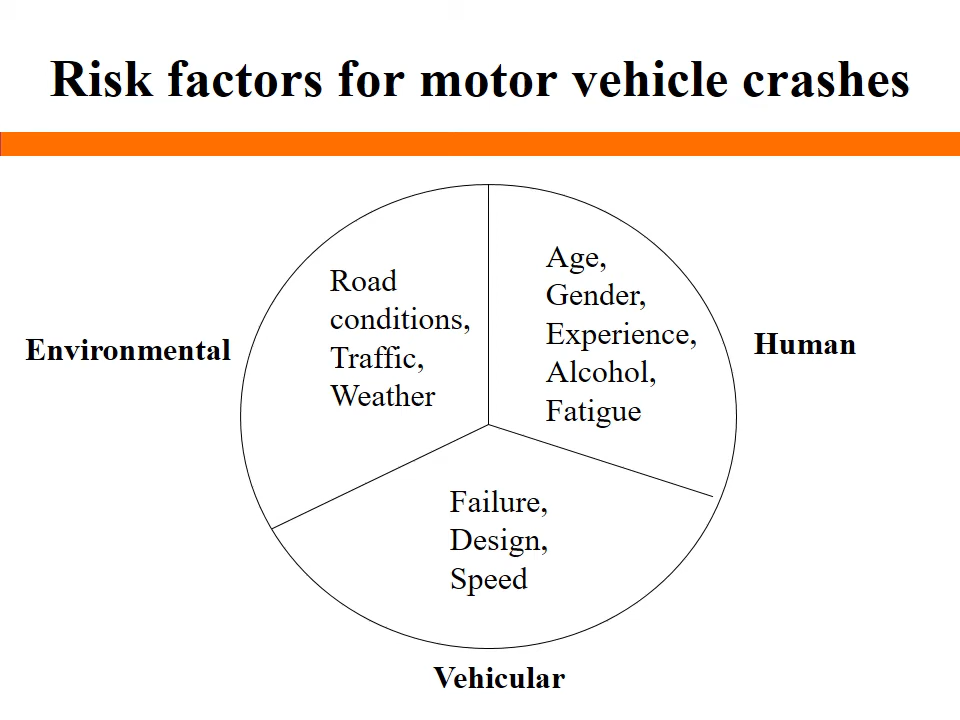 Risk factors for motor vehicle crashes
Environmental
Road
conditions,
Traffic,
Weather
Age,
Gender,
Experience,
Alcohol,
Fatigue
Human
Failure,
Design,
Speed
Vehicular